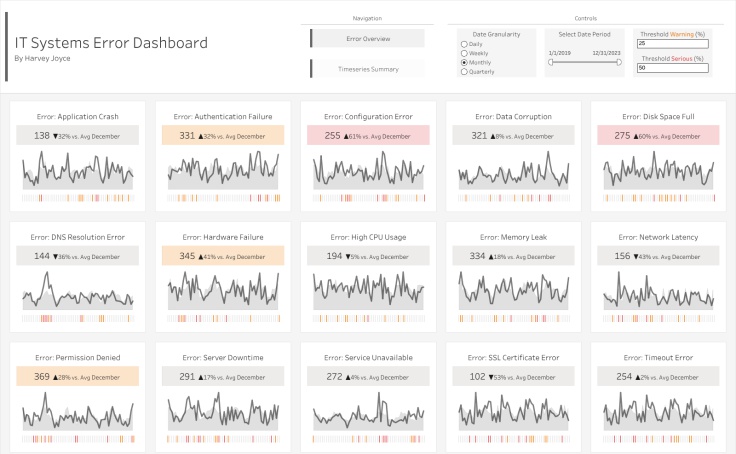 Navigation
Controls
IT Systems Error Dashboard
By Harvey Joyce
Error Overview
Timeseries Summary
Date Granularity
Daily
Weekly
Monthly
Quarterly
Select Date Period
1/1/2019 12/31/2023
Threshold Warning (%)
25
Threshold Serious (%)
50
Error: Application Crash
138 ▼32% vs. Avg December
Error: Authentication Failure
331 ▲32% vs. Avg December
Error: Configuration Error
255 ▲61% vs. Avg December
Error: Data Corruption
321 ▲8% vs. Avg December
Error: Disk Space Full
275 ▲60% vs. Avg December
Error: DNS Resolution Error
144 ▼36% vs. Avg December
Error: Hardware Failure
345 ▲41% vs. Avg December
Error: High CPU Usage
194 ▼5% vs. Avg December
Error: Memory Leak
334 ▲18% vs. Avg December
Error: Network Latency
156 ▼43% vs. Avg December
Error: Permission Denied
369 ▲28% vs. Avg December
Error: Server Downtime
291 ▲17% vs. Avg December
Error: Service Unavailable
272 ▲4% vs. Avg December
Error: SSL Certificate Error
102 ▼53% vs. Avg December
Error: Timeout Error
254 ▲2% vs. Avg December